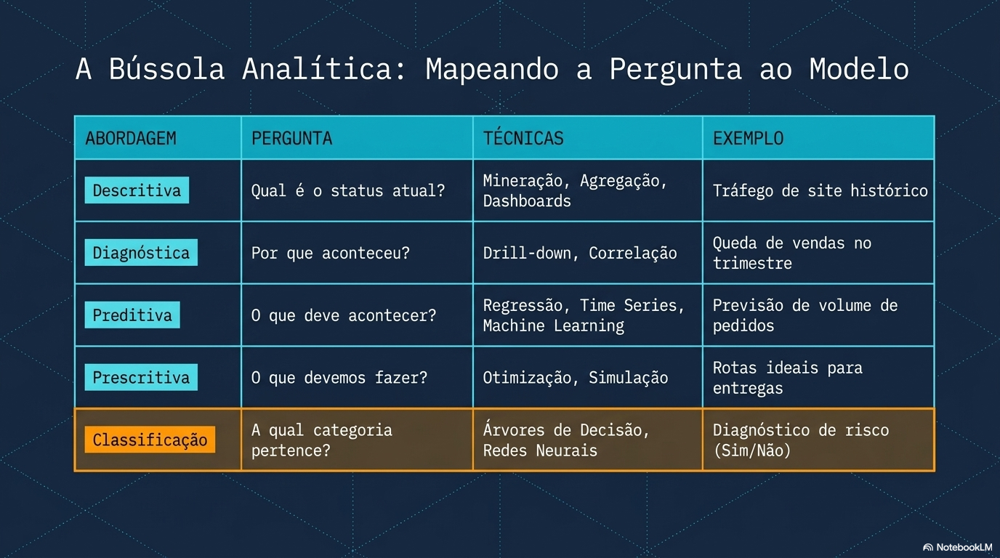 A Bússola Analítica: Mapeando a Pergunta ao Modelo
ABORDAGEM
PERGUNTA
TÉCNICAS
EXEMPLO
Descritiva
Qual é o status atual?
Mineração, Agregação,
Dashboards
Tráfego de site histórico
Diagnóstica
Por que aconteceu?
Drill-down, Correlação
Queda de vendas no
trimestre
Preditiva
O que deve acontecer?
Regressão, Time Series,
Machine Learning
Previsão de volume de
pedidos
Prescritiva
O que devemos fazer?
Otimização, Simulação
Rotas ideais para
entregas
Classificação
A qual categoria
pertence?
Árvores de Decisão,
Redes Neurais
Diagnóstico de risco
(Sim/Não)
NotebookLM